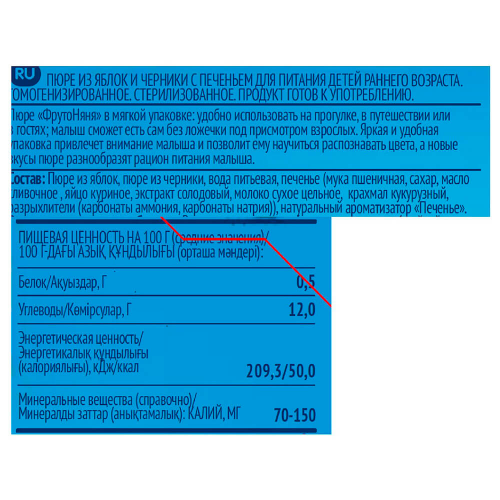 RU
ПЮРЕ ИЗ ЯБЛОК И ЧЕРНИКИ С ПЕЧЕНЬЕМ ДЛЯ ПИТАНИЯ ДЕТЕЙ РАННЕГО ВОЗРАСТА.
ГОМОГЕНИЗИРОВАННОЕ. СТЕРИЛИЗОВАННОЕ. ПРОДУКТ ГОТОВ К УПОТРЕБЛЕНИЮ.
Пюре «ФрутоНяня» в мягкой упаковке: удобно использовать на прогулке, в путешествии или
в гостях; малыш сможет есть сам без ложечки под присмотром взрослых. Яркая и удобная
упаковка привлечет внимание малыша и позволит ему научиться распознавать цвета, а новые
вкусы пюре разнообразят рацион питания малыша.
Состав: Пюре из яблок, пюре из черники, вода питьевая, печенье (мука пшеничная, сахар, масло
сливочное , яйцо куриное, экстракт солодовый, молоко сухое цельное, крахмал кукурузный,
разрыхлители (карбонаты аммония, карбонаты натрия)), натуральный ароматизатор «Печенье».
ПИЩЕВАЯ ЦЕННОСТЬ НА 100 Г (средние значения)/
100 Г-ДАҒЫ АЗЫҚ ҚҰНДЫЛЫҒЫ (орташа мәндері):
Белок/Ақуыздар, Г 0,5
Углеводы/Көмірсулар, Г 12,0
Энергетическая ценность/
Энергетикалық құндылығы
(калориялығы), кДж/ккал 209,3/50,0
Минеральные вещества (справочно)/
Минералды заттар (анықтамалық): КАЛИЙ, МГ 70-150